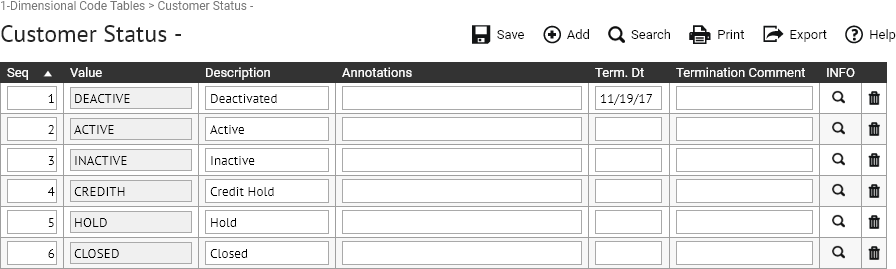 1-Dimensional Code Tables > Customer Status -
Customer Status - Save Add Search Print Export Help
Seq Value Description Annotations Term. Dt Termination Comment INFO
1 DEACTIVE Deactivated 11/19/17
2 ACTIVE Active
3 INACTIVE Inactive
4 CREDITH Credit Hold
5 HOLD Hold
6 CLOSED Closed